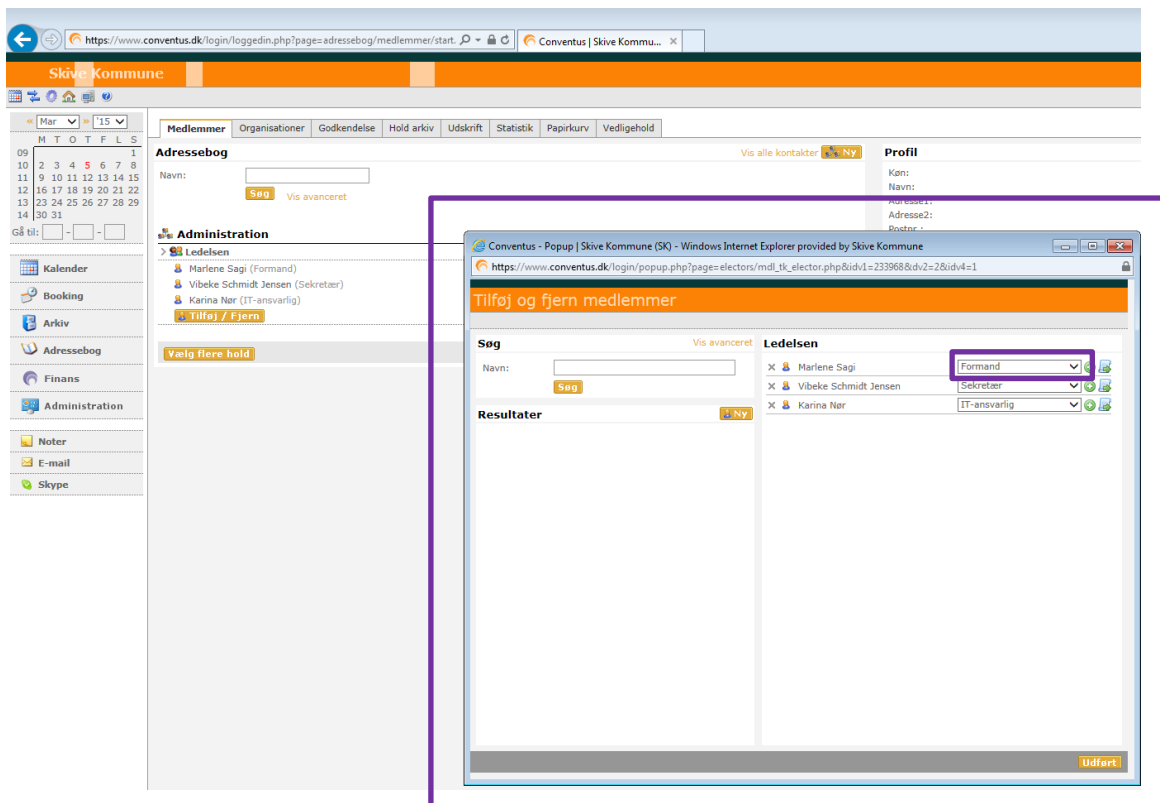 https://www.conventus.dk/login/loggedin.php?page=adressebog/medlemmer/start.
Conventus | Skive Kommu...
Skive Kommune
Mar '15
M T O T F L S
09 1
10 2 3 4 5 6 7 8
11 9 10 11 12 13 14 15
12 16 17 18 19 20 21 22
13 23 24 25 26 27 28 29
14 30 31
Gå til: - -
Kalender
Booking
Arkiv
Adressebog
Finans
Administration
Noter
E-mail
Skype
Medlemmer Organisationer Godkendelse Hold arkiv Udskrift Statistik Papirkurv Vedligehold
Adressebog Vis alle kontakter Ny
Navn:
Søg Vis avanceret
Administration
> Ledelsen
Marlene Sagi (Formand)
Vibeke Schmidt Jensen (Sekretær)
Karina Nør (IT-ansvarlig)
Tilføj / Fjern
Vælg flere hold
Profil
Køn:
Navn:
Adresse1:
Adresse2:
Postnr.:
Conventus - Popup | Skive Kommune (SK) - Windows Internet Explorer provided by Skive Kommune
https://www.conventus.dk/login/popup.php?page=electors/mdl_tk_elector.php&idv1=233968&idv2=2&idv4=1
Tilføj og fjern medlemmer
Søg Vis avanceret
Navn:
Søg
Resultater Ny
Ledelsen
Marlene Sagi Formand
Vibeke Schmidt Jensen Sekretær
Karina Nør IT-ansvarlig
Udført